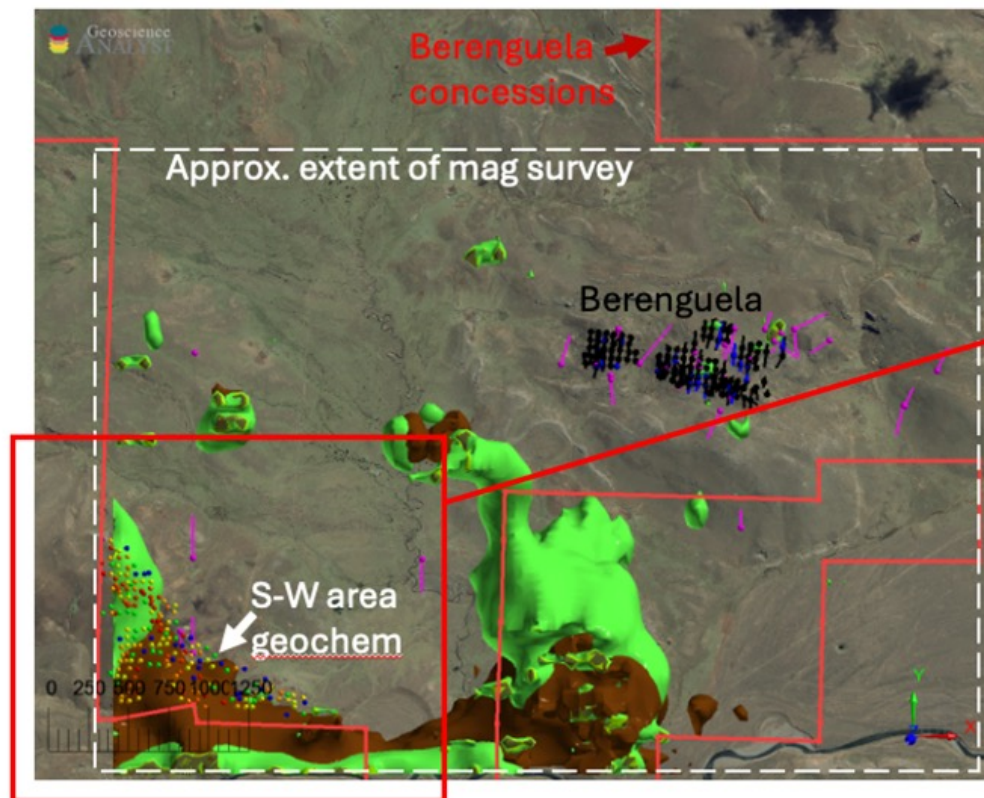 Geoscience
ANALYST
Berenguela
concessions
Approx. extent of mag survey
Berenguela
S-W area
geochem
0 250 500 750 1000 1250
Y
X